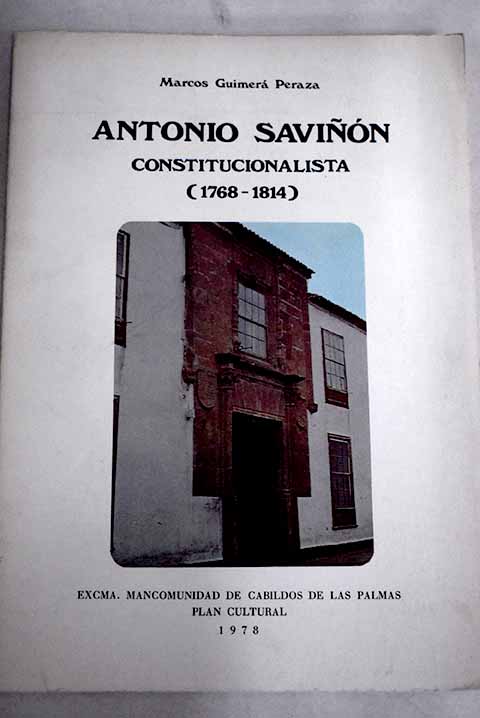 Marcos Guimerá Peraza
ANTONIO SAVIÑÓN
CONSTITUCIONALISTA
(1768-1814)
EXCMA. MANCOMUNIDAD DE CABILDOS DE LAS PALMAS
PLAN CULTURAL
1978